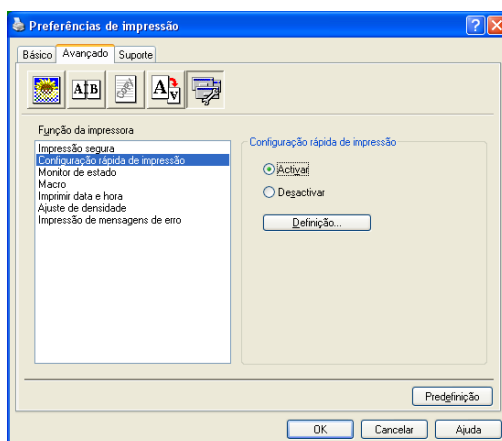 Preferências de impressão
Básico Avançado Suporte
A B
A v
Função da impressora
Impressão segura
Configuração rápida de impressão
Monitor de estado
Macro
Imprimir data e hora
Ajuste de densidade
Impressão de mensagens de erro
Configuração rápida de impressão
Activar
Desactivar
Definição...
Predefinição
OK Cancelar Ajuda